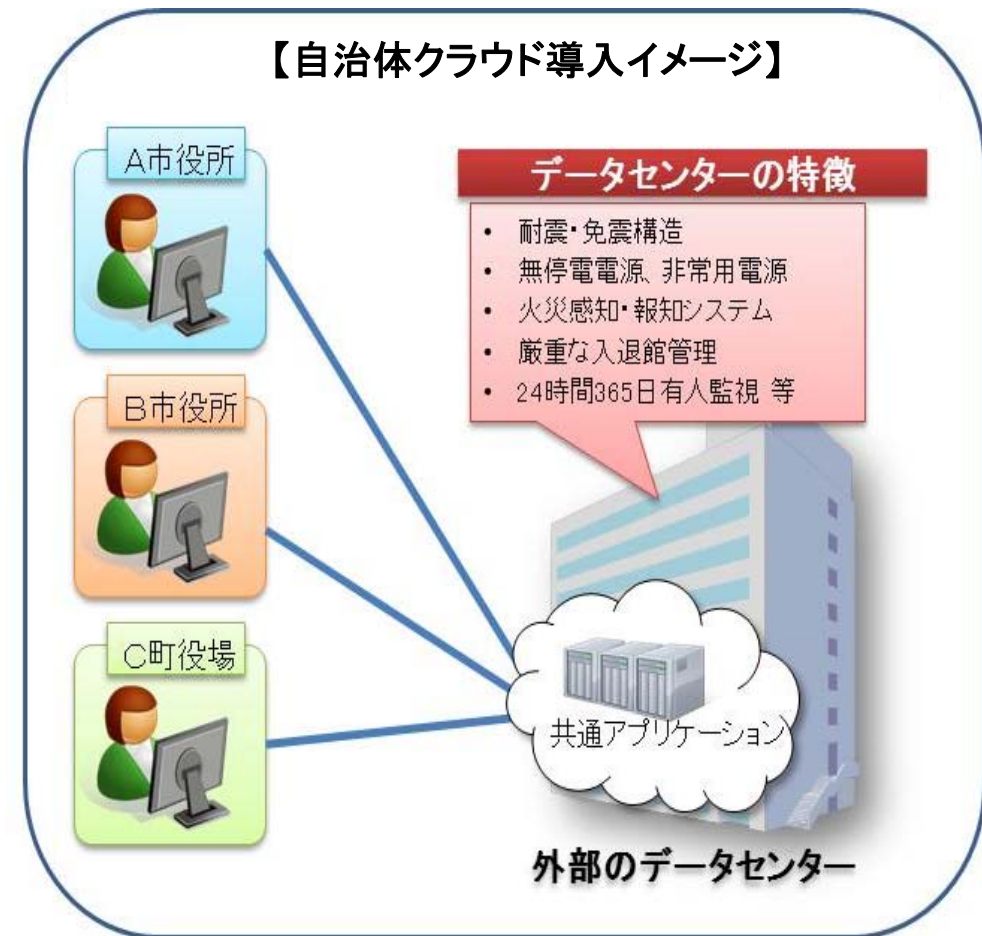 【自治体クラウド導入イメージ】
A市役所
データセンターの特徴
• 耐震・免震構造
• 無停電電源、非常用電源
• 火災感知・報知システム
• 厳重な入退館管理
• 24時間365日有人監視 等
B市役所
C町役場
共通アプリケーション
外部のデータセンター